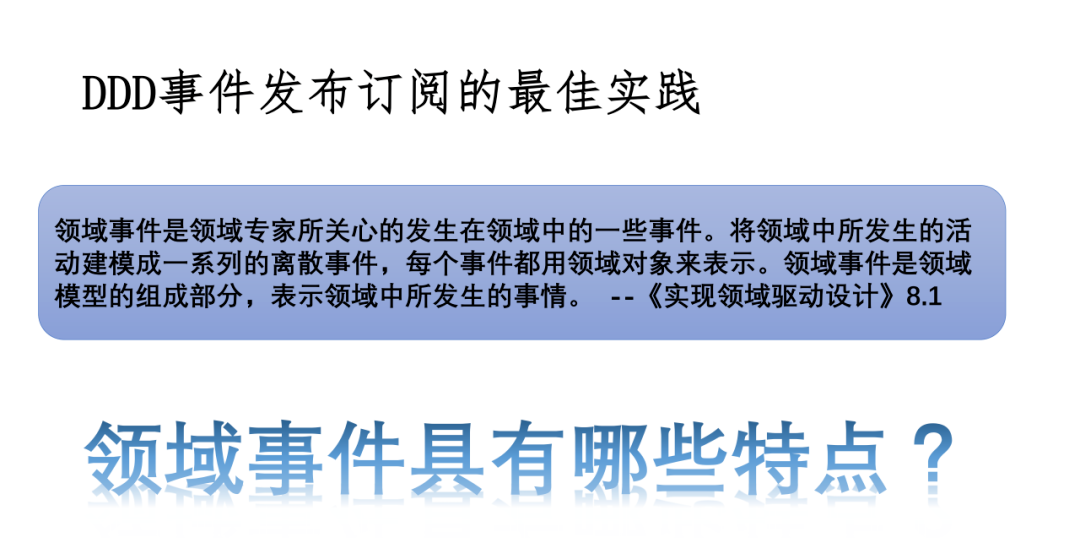 DDD事件发布订阅的最佳实践
领域事件是领域专家所关心的发生在领域中的一些事件。将领域中所发生的活
动建模成一系列的离散事件，每个事件都用领域对象来表示。领域事件是领域
模型的组成部分，表示领域中所发生的事情。 --《实现领域驱动设计》8.1
领域事件具有哪些特点？